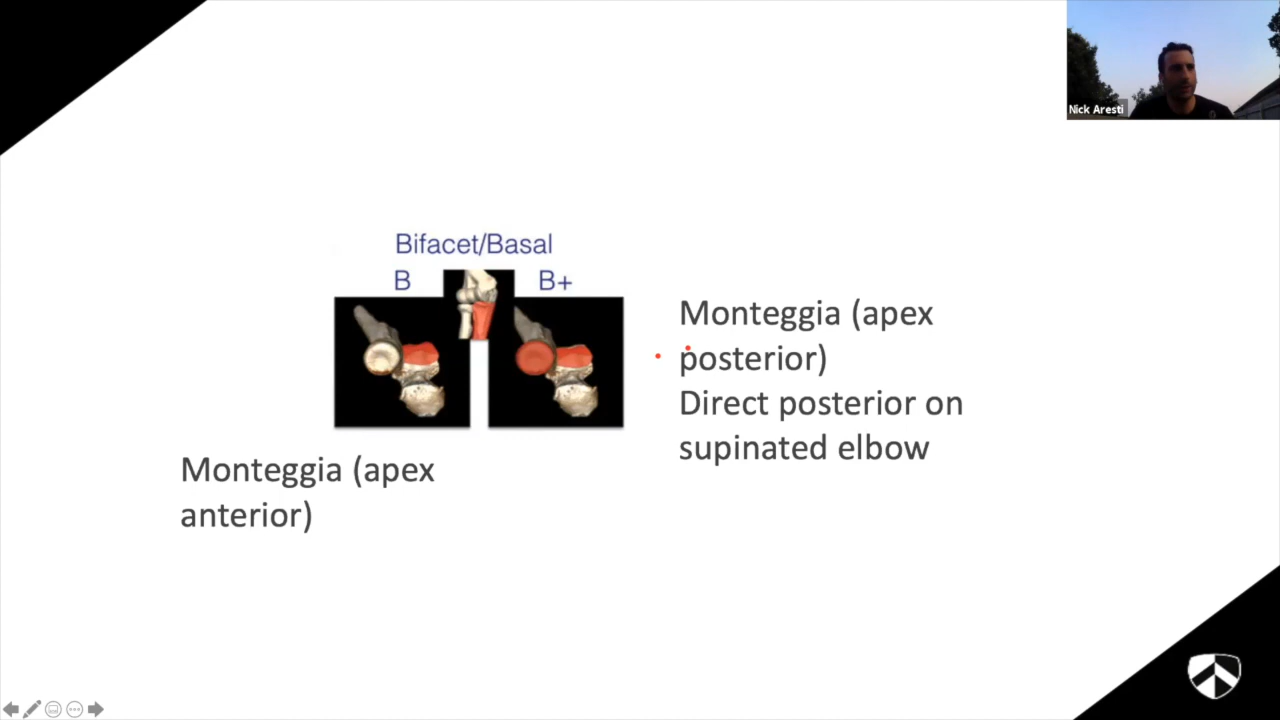 Nick Aresti
Bifacet/Basal
B B+
Monteggia (apex
posterior)
Direct posterior on
supinated elbow
Monteggia (apex
anterior)